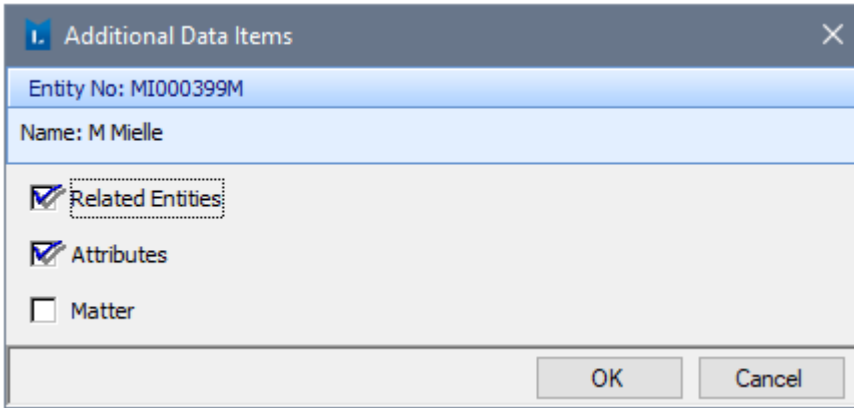 Additional Data Items
Entity No: MI000399M
Name: M Mielle
Related Entities
Attributes
Matter
OK Cancel